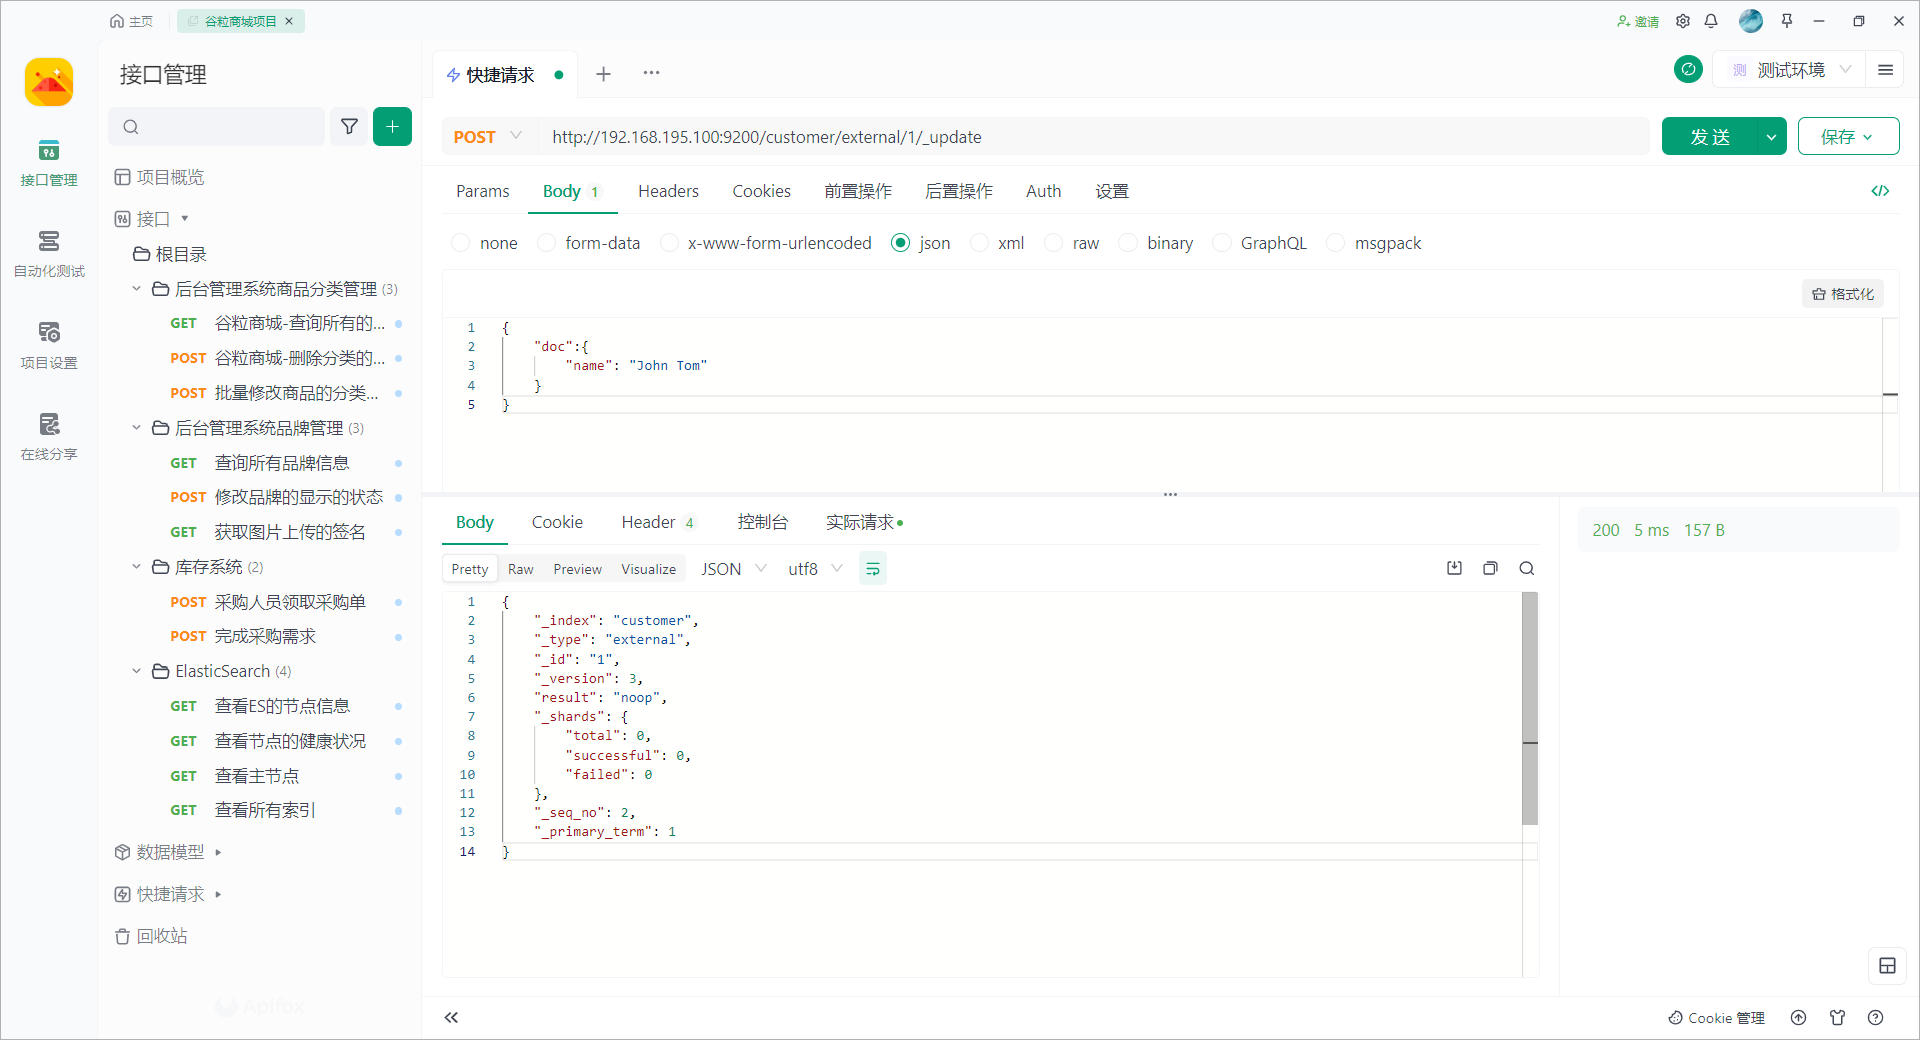 主页
谷粒商城项目
邀请
接口管理
自动化测试
项目设置
在线分享
接口管理
项目概览
接口
根目录
后台管理系统商品分类管理 (3)
GET 谷粒商城-查询所有的...
POST 谷粒商城-删除分类的...
POST 批量修改商品的分类...
后台管理系统品牌管理 (3)
GET 查询所有品牌信息
POST 修改品牌的显示的状态
GET 获取图片上传的签名
库存系统 (2)
POST 采购人员领取采购单
POST 完成采购需求
ElasticSearch (4)
GET 查看ES的节点信息
GET 查看节点的健康状况
GET 查看主节点
GET 查看所有索引
数据模型
快捷请求
回收站
Apifox
快捷请求
测 测试环境
POST http://192.168.195.100:9200/customer/external/1/_update
发 送
保存
Params Body 1 Headers Cookies 前置操作 后置操作 Auth 设置
none form-data x-www-form-urlencoded json xml raw binary GraphQL msgpack
格式化
1 {
2 "doc":{
3 "name": "John Tom"
4 }
5 }
Body Cookie Header 4 控制台 实际请求
200 5 ms 157 B
Pretty Raw Preview Visualize JSON utf8
1 {
2 "_index": "customer",
3 "_type": "external",
4 "_id": "1",
5 "_version": 3,
6 "result": "noop",
7 "_shards": {
8 "total": 0,
9 "successful": 0,
10 "failed": 0
11 },
12 "_seq_no": 2,
13 "_primary_term": 1
14 }
Cookie 管理